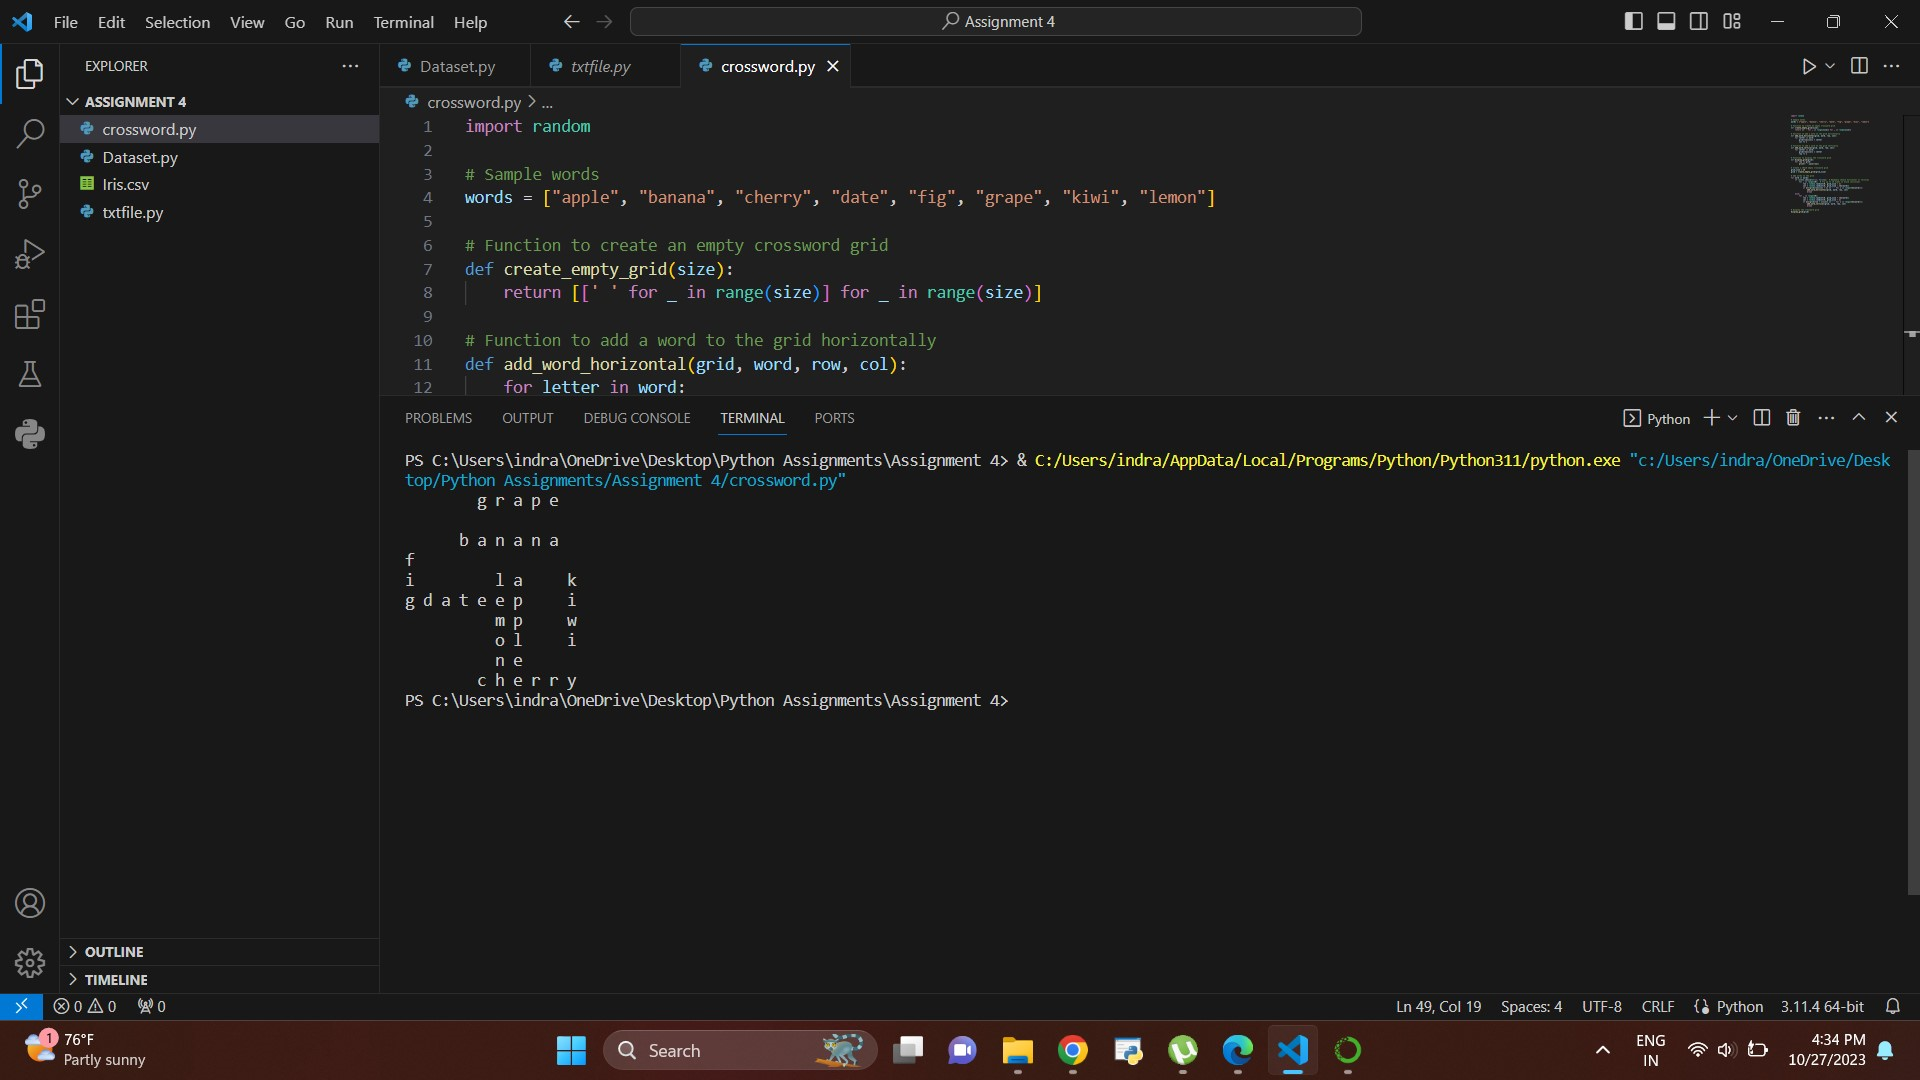 File Edit Selection View Go Run Terminal Help
Assignment 4
EXPLORER
ASSIGNMENT 4
crossword.py
Dataset.py
Iris.csv
txtfile.py
OUTLINE
TIMELINE
Dataset.py txtfile.py crossword.py
crossword.py > ...
1 import random
2
3 # Sample words
4 words = ["apple", "banana", "cherry", "date", "fig", "grape", "kiwi", "lemon"]
5
6 # Function to create an empty crossword grid
7 def create_empty_grid(size):
8     return [[' ' for _ in range(size)] for _ in range(size)]
9
10 # Function to add a word to the grid horizontally
11 def add_word_horizontal(grid, word, row, col):
12     for letter in word:
PROBLEMS OUTPUT DEBUG CONSOLE TERMINAL PORTS
Python
PS C:\Users\indra\OneDrive\Desktop\Python Assignments\Assignment 4> & C:/Users/indra/AppData/Local/Programs/Python/Python311/python.exe "c:/Users/indra/OneDrive/Desk
top/Python Assignments/Assignment 4/crossword.py"
        g r a p e
      b a n a n a
f
i         l a     k
g d a t e e p     i
          m p     w
          o l     i
          n e
        c h e r r y
PS C:\Users\indra\OneDrive\Desktop\Python Assignments\Assignment 4>
0 0 0
Ln 49, Col 19 Spaces: 4 UTF-8 CRLF Python 3.11.4 64-bit
1
76°F
Partly sunny
Search
ENG
IN
4:34 PM
10/27/2023